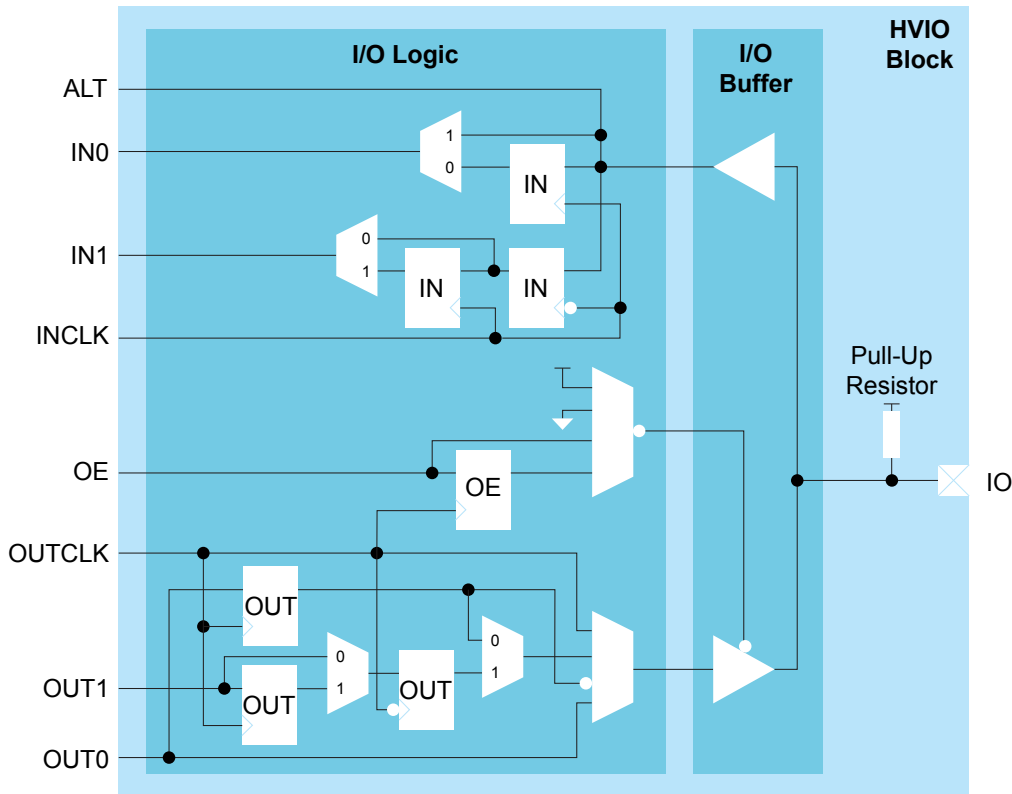 HVIO
Block
I/O Logic
I/O
Buffer
ALT
1
IN0
0
IN
IN1
0
1
IN
IN
INCLK
Pull-Up
Resistor
OE
OE
IO
OUTCLK
OUT
0
0
1
OUT1
1
OUT
OUT
OUT0